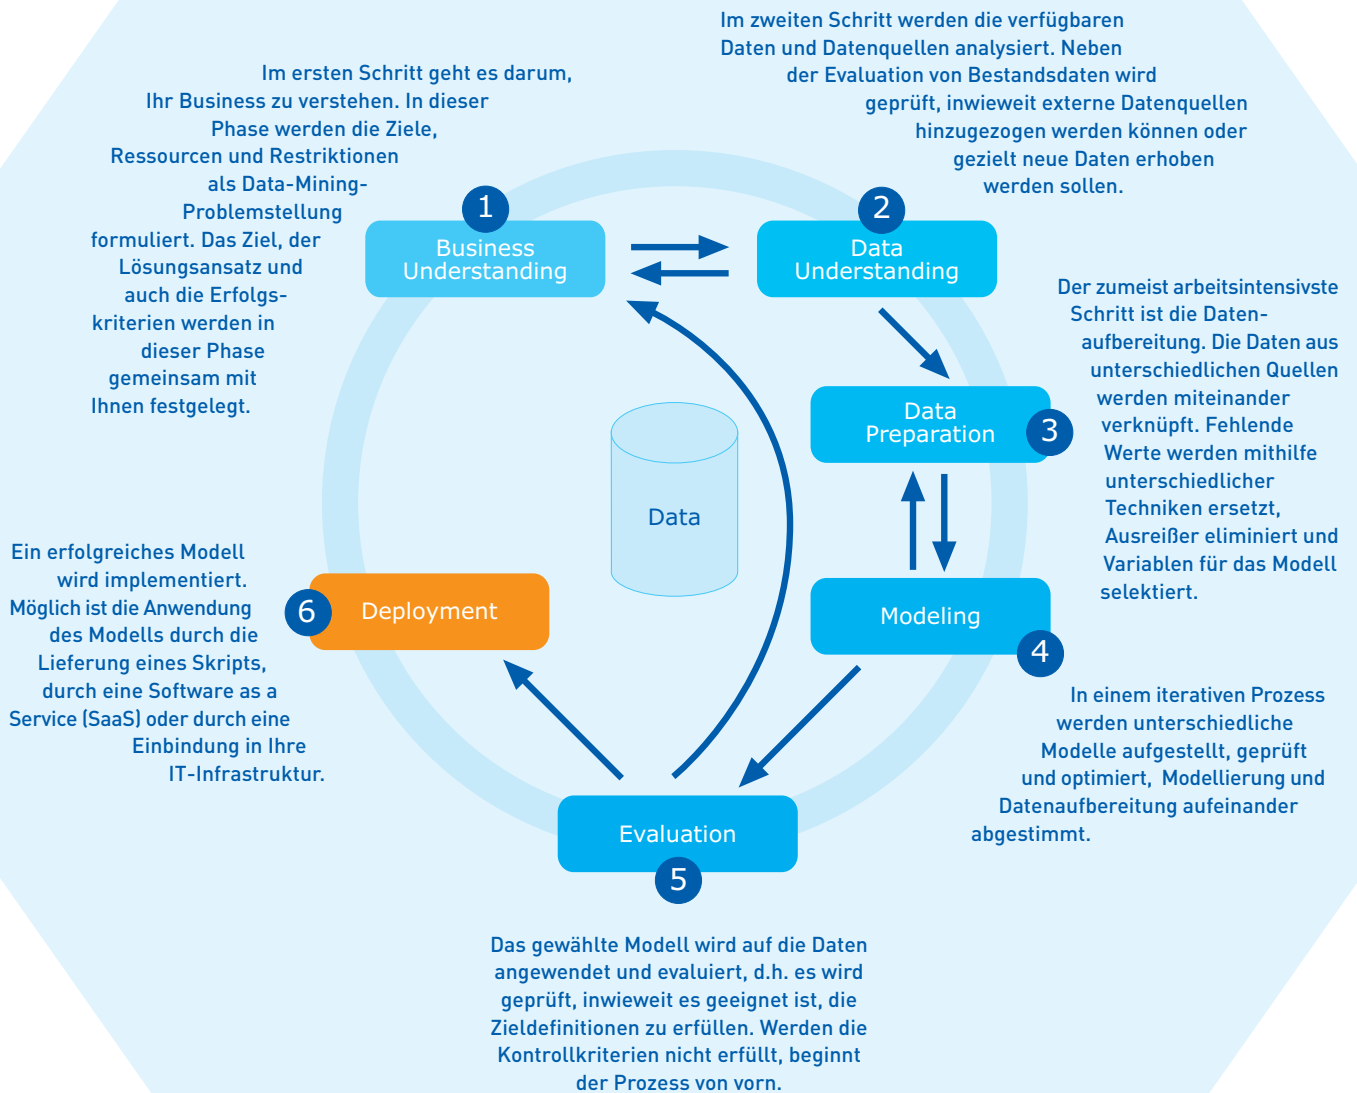 Im ersten Schritt geht es darum,
Ihr Business zu verstehen. In dieser
Phase werden die Ziele,
Ressourcen und Restriktionen
als Data-Mining-
Problemstellung
formuliert. Das Ziel, der
Lösungsansatz und
auch die Erfolgs-
kriterien werden in
dieser Phase
gemeinsam mit
Ihnen festgelegt.
1
Business
Understanding
Im zweiten Schritt werden die verfügbaren
Daten und Datenquellen analysiert. Neben
der Evaluation von Bestandsdaten wird
geprüft, inwieweit externe Datenquellen
hinzugezogen werden können oder
gezielt neue Daten erhoben
werden sollen.
2
Data
Understanding
Der zumeist arbeitsintensivste
Schritt ist die Daten-
aufbereitung. Die Daten aus
unterschiedlichen Quellen
werden miteinander
verknüpft. Fehlende
Werte werden mithilfe
unterschiedlicher
Techniken ersetzt,
Ausreißer eliminiert und
Variablen für das Modell
selektiert.
Data
Preparation
3
Data
Modeling
4
In einem iterativen Prozess
werden unterschiedliche
Modelle aufgestellt, geprüft
und optimiert, Modellierung und
Datenaufbereitung aufeinander
abgestimmt.
Evaluation
5
Das gewählte Modell wird auf die Daten
angewendet und evaluiert, d.h. es wird
geprüft, inwieweit es geeignet ist, die
Zieldefinitionen zu erfüllen. Werden die
Kontrollkriterien nicht erfüllt, beginnt
der Prozess von vorn.
Ein erfolgreiches Modell
wird implementiert.
Möglich ist die Anwendung
des Modells durch die
Lieferung eines Skripts,
durch eine Software as a
Service (SaaS) oder durch eine
Einbindung in Ihre
IT-Infrastruktur.
6
Deployment